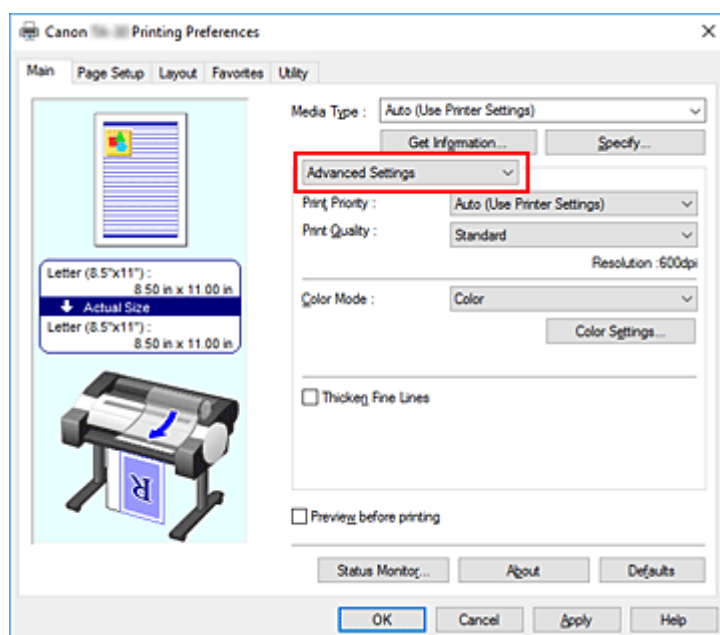 Canon Printing Preferences
Main Page Setup Layout Favorites Utility
Media Type : Auto (Use Printer Settings)
Get Information... Specify...
Advanced Settings
Print Priority : Auto (Use Printer Settings)
Print Quality : Standard
Resolution :600dpi
Color Mode : Color
Color Settings...
Thicken Fine Lines
Letter (8.5"x11") :
8.50 in x 11.00 in
Actual Size
Letter (8.5"x11") :
8.50 in x 11.00 in
R
Preview before printing
Status Monitor... About Defaults
OK Cancel Apply Help